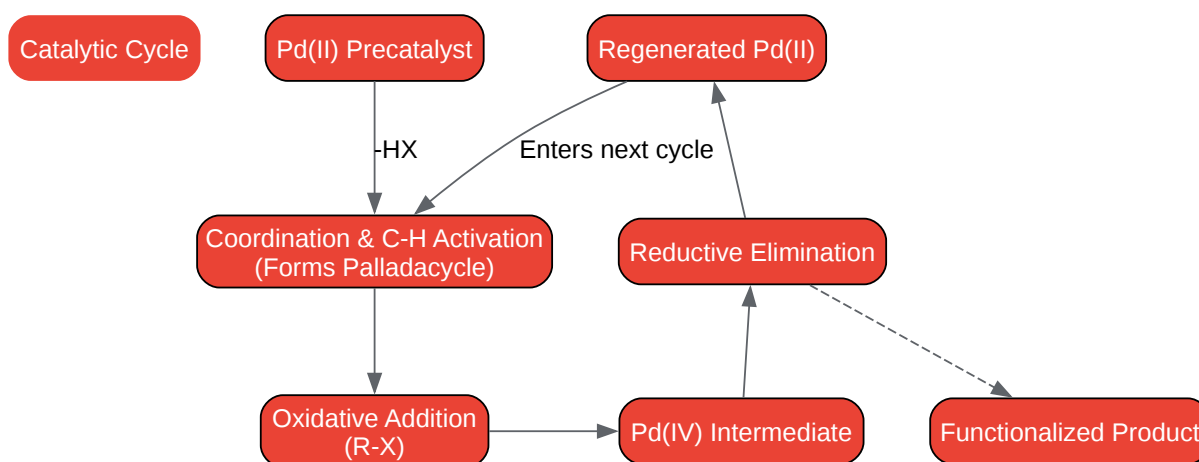 Catalytic Cycle
Pd(II) Precatalyst
Regenerated Pd(II)
-HX
Enters next cycle
Coordination & C-H Activation
(Forms Palladacycle)
Reductive Elimination
Oxidative Addition
(R-X)
Pd(IV) Intermediate
Functionalized Product